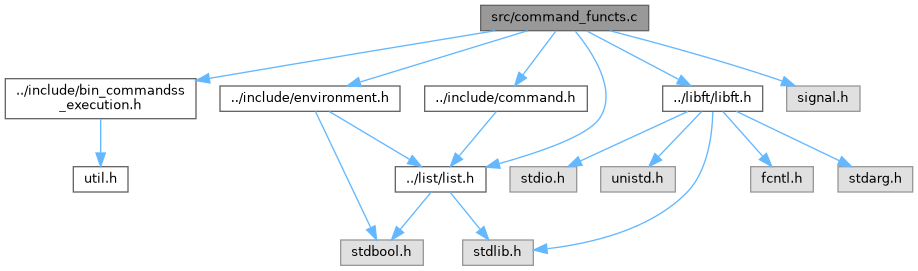 src/command_functs.c
../include/bin_commandss
_execution.h
../include/environment.h
../include/command.h
../libft/libft.h
signal.h
util.h
../list/list.h
stdio.h
unistd.h
fcntl.h
stdarg.h
stdbool.h
stdlib.h